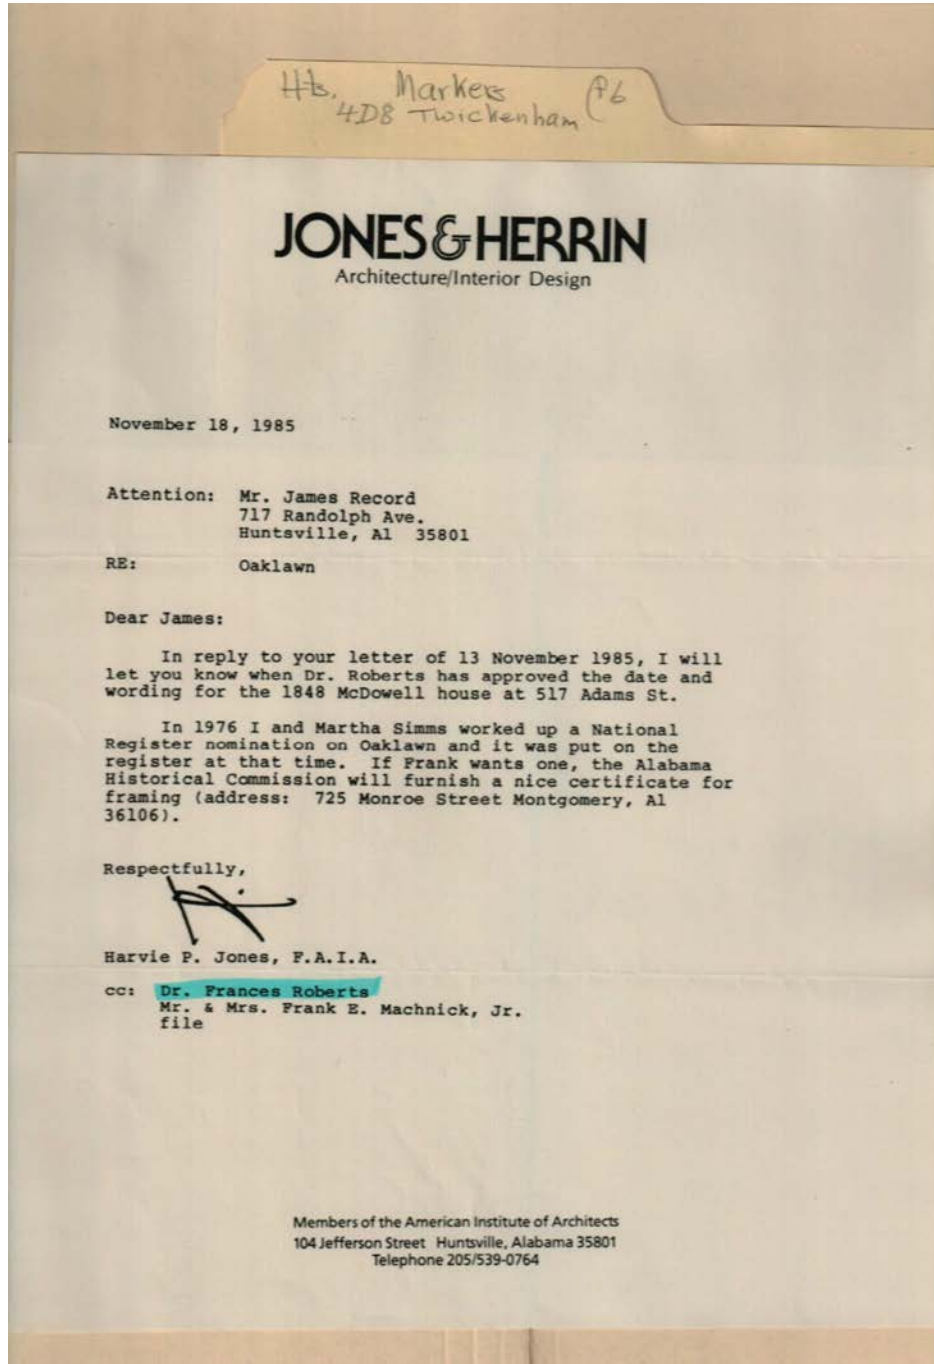 Hts. Markers P6
4D8 Twickenham
JONES & HERRIN
Architecture/Interior Design
November 18, 1985
Attention: Mr. James Record
717 Randolph Ave.
Huntsville, Al 35801
RE: Oaklawn
Dear James:
In reply to your letter of 13 November 1985, I will
let you know when Dr. Roberts has approved the date and
wording for the 1848 McDowell house at 517 Adams St.
In 1976 I and Martha Simms worked up a National
Register nomination on Oaklawn and it was put on the
register at that time. If Frank wants one, the Alabama
Historical Commission will furnish a nice certificate for
framing (address: 725 Monroe Street Montgomery, Al
36106).
Respectfully,
Harvie P. Jones, F.A.I.A.
cc: Dr. Frances Roberts
Mr. & Mrs. Frank E. Machnick, Jr.
file
Members of the American Institute of Architects
104 Jefferson Street Huntsville, Alabama 35801
Telephone 205/539-0764